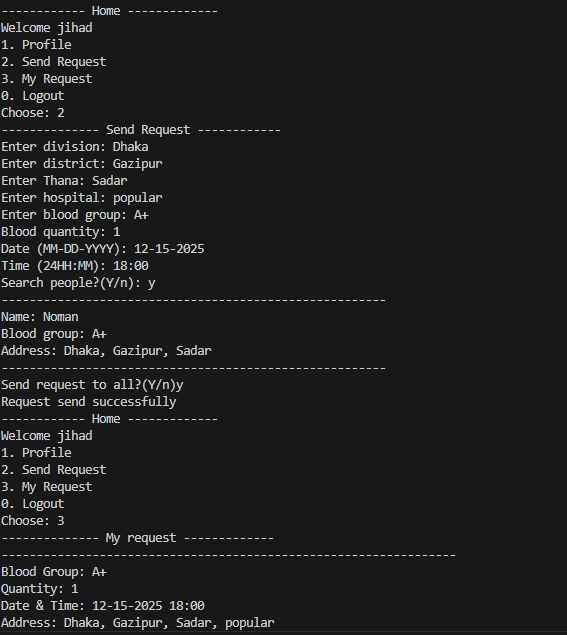 ------------ Home -------------
Welcome jihad
1. Profile
2. Send Request
3. My Request
0. Logout
Choose: 2
-------------- Send Request ------------
Enter division: Dhaka
Enter district: Gazipur
Enter Thana: Sadar
Enter hospital: popular
Enter blood group: A+
Blood quantity: 1
Date (MM-DD-YYYY): 12-15-2025
Time (24HH:MM): 18:00
Search people?(Y/n): y
-------------------------------------------------------
Name: Noman
Blood group: A+
Address: Dhaka, Gazipur, Sadar
-------------------------------------------------------
Send request to all?(Y/n)y
Request send successfully
------------ Home -------------
Welcome jihad
1. Profile
2. Send Request
3. My Request
0. Logout
Choose: 3
-------------- My request -------------
-----------------------------------------------------------------
Blood Group: A+
Quantity: 1
Date & Time: 12-15-2025 18:00
Address: Dhaka, Gazipur, Sadar, popular